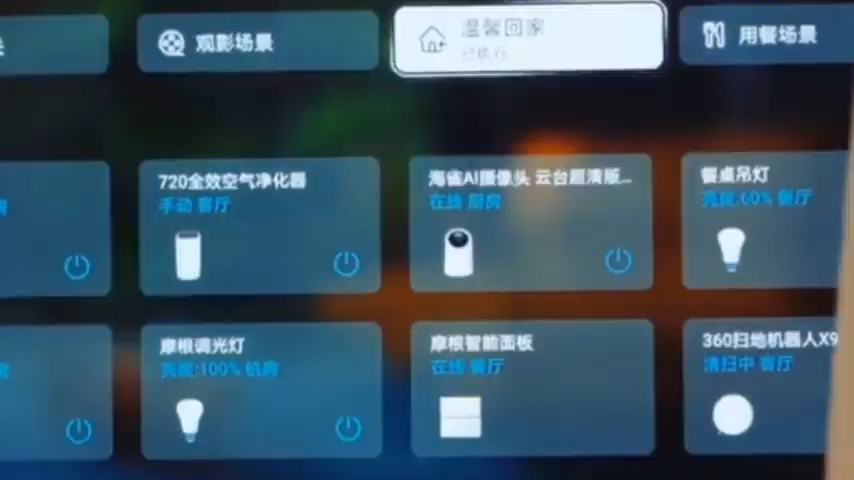 观影场景
温馨回家
已执行
用餐场景
720全效空气净化器
手动 客厅
海雀AI摄像头 云台超清版...
在线 厨房
餐桌吊灯
亮度:60% 餐厅
摩根调光灯
亮度:100% 机房
摩根智能面板
在线 餐厅
360扫地机器人X9
清扫中 客厅